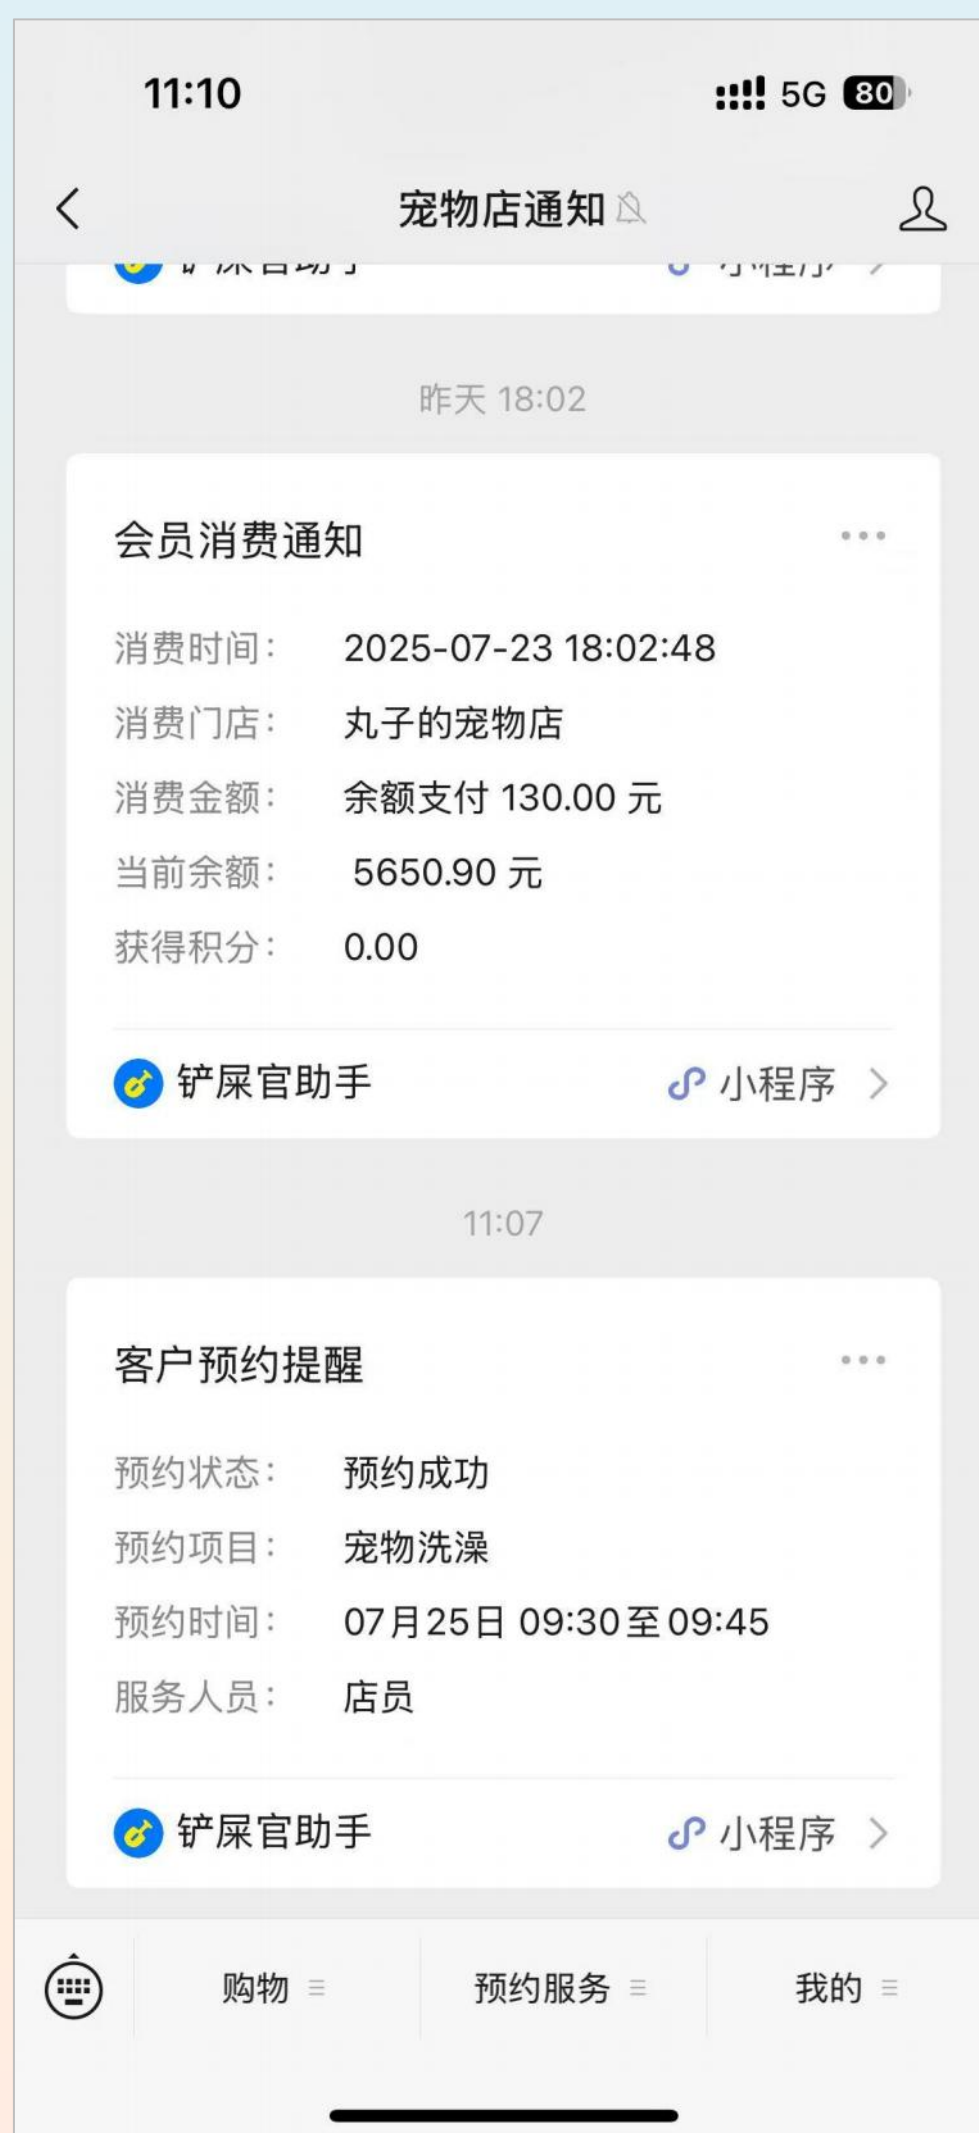 11:10
5G 80
宠物店通知
昨天 18:02
会员消费通知
消费时间： 2025-07-23 18:02:48
消费门店： 丸子的宠物店
消费金额： 余额支付 130.00 元
当前余额： 5650.90 元
获得积分： 0.00
铲屎官助手 小程序
11:07
客户预约提醒
预约状态： 预约成功
预约项目： 宠物洗澡
预约时间： 07月25日 09:30至09:45
服务人员： 店员
铲屎官助手 小程序
购物 预约服务 我的